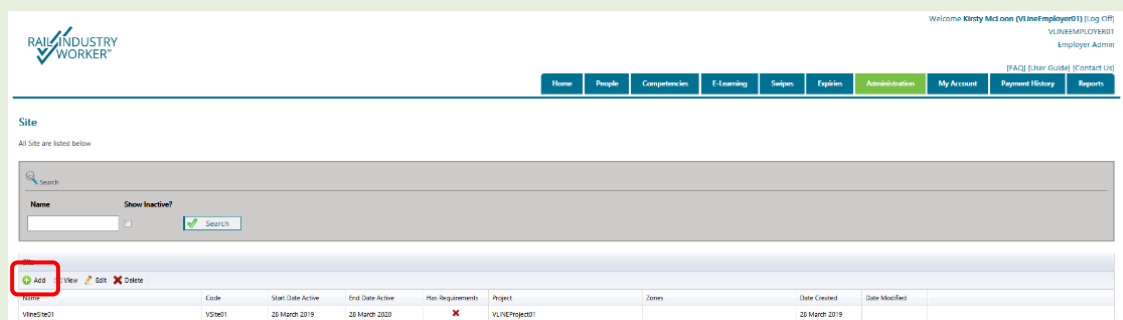 Welcome Kirsty McLoon (VLineEmployer01) [Log Off]
VLINEEMPLOYER01
Employer Admin
RAIL INDUSTRY
WORKER™
[FAQ] [User Guide] [Contact Us]
Home People Competencies E-Learning Swipes Expiries Administration My Account Payment History Reports
Site
All Site are listed below
Search
Name Show Inactive?
Search
Site
Add View Edit Delete
Name Code Start Date Active End Date Active Has Requirements Project Zones Date Created Date Modified
VlineSite01 VSite01 28 March 2019 28 March 2020 VLINEProject01 28 March 2019